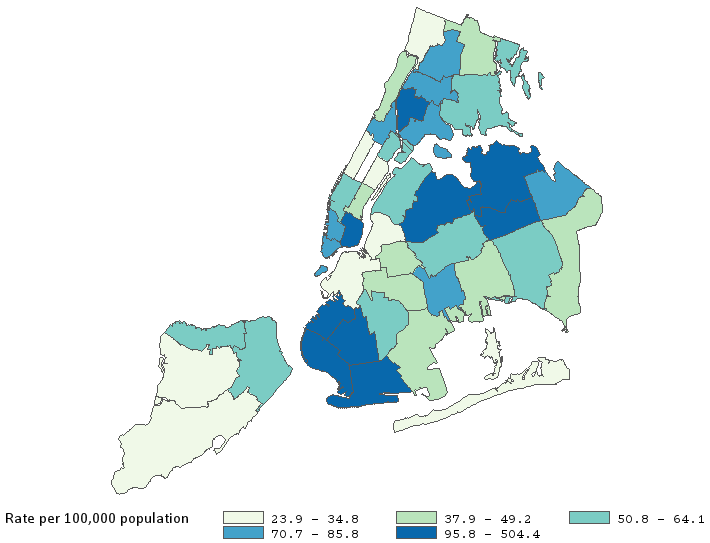 Rate per 100,000 population 23.9 - 34.8 37.9 - 49.2 50.8 - 64.1
70.7 - 85.8 95.8 - 504.4